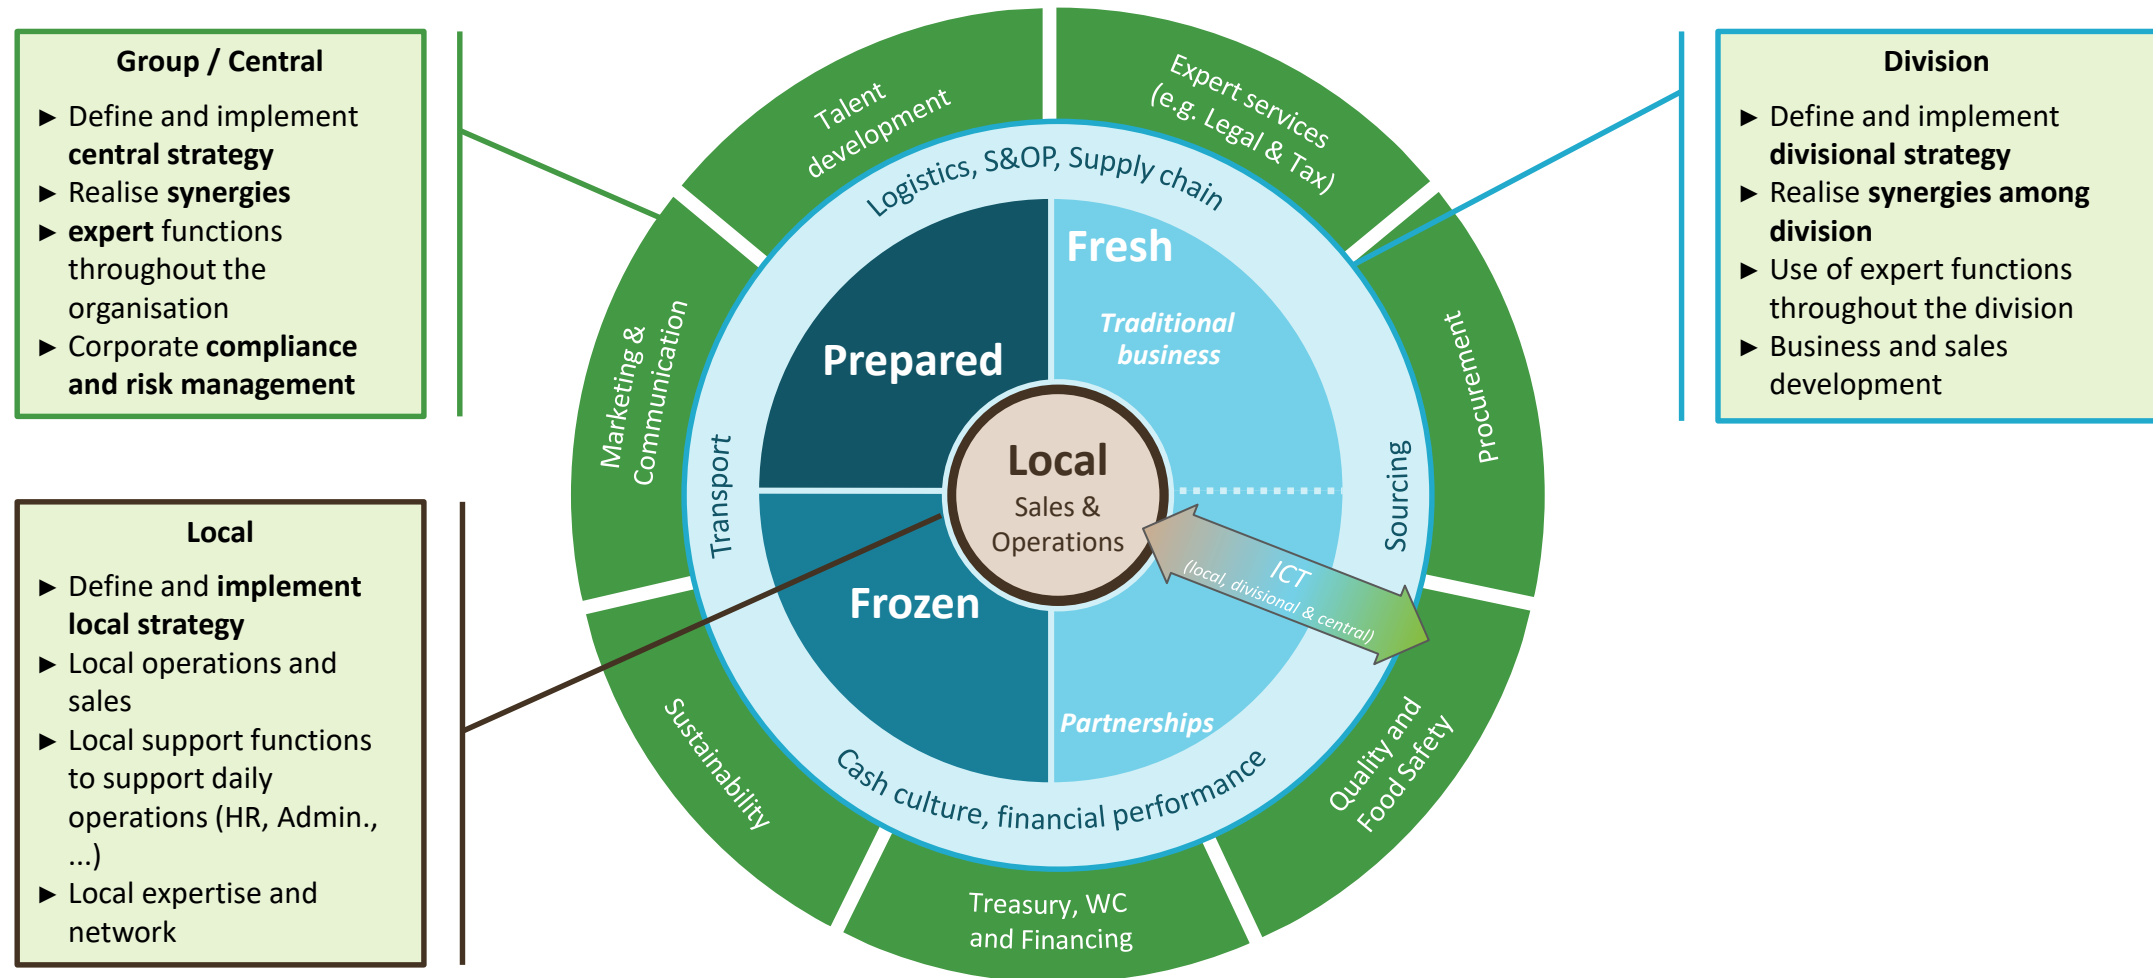 Group / Central
► Define and implement
central strategy
► Realise synergies
► expert functions
throughout the
organisation
► Corporate compliance
and risk management
Local
► Define and implement
local strategy
► Local operations and
sales
► Local support functions
to support daily
operations (HR, Admin.,
...)
► Local expertise and
network
Talent
development
Expert services
(e.g. Legal & Tax)
Marketing &
Communication
Procurement
Sustainability
Quality and
Food Safety
Treasury, WC
and Financing
Logistics, S&OP, Supply chain
Transport
Sourcing
Cash culture, financial performance
Prepared
Fresh
Traditional
business
Frozen
Partnerships
Local
Sales &
Operations
ICT
(local, divisional & central)
Division
► Define and implement
divisional strategy
► Realise synergies among
division
► Use of expert functions
throughout the division
► Business and sales
development